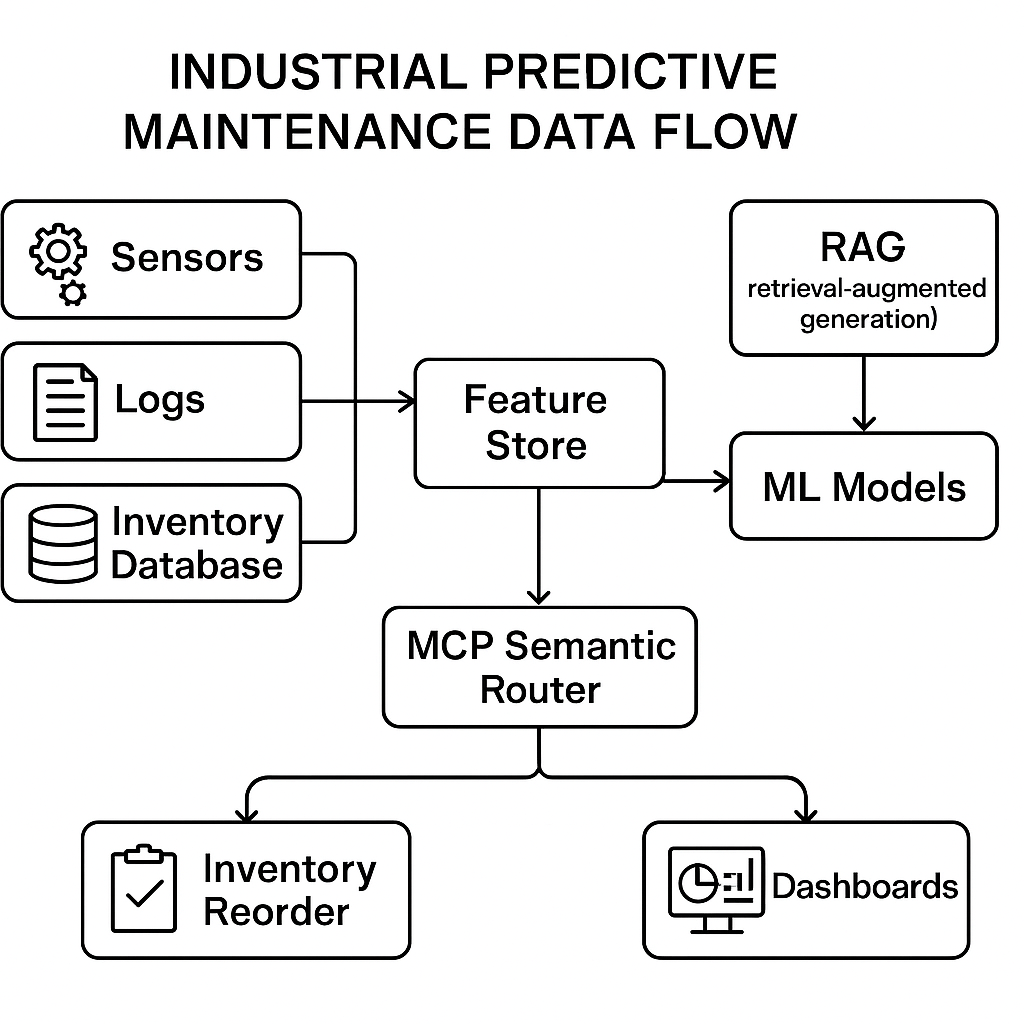 INDUSTRIAL PREDICTIVE
MAINTENANCE DATA FLOW
Sensors
Logs
Inventory
Database
Feature
Store
RAG
retrieval-augmented
generation)
ML Models
MCP Semantic
Router
Inventory
Reorder
Dashboards